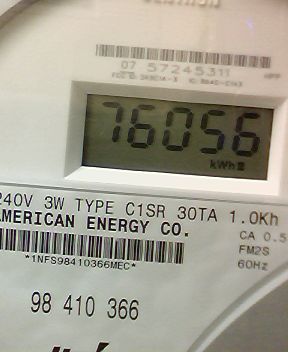 07 57245311
76056
kWh
240V 3W TYPE C1SR 30TA 1.0Kh
AMERICAN ENERGY CO.
CA 0.5
FM2S
*1NFS98410366MEC*
60Hz
98 410 366